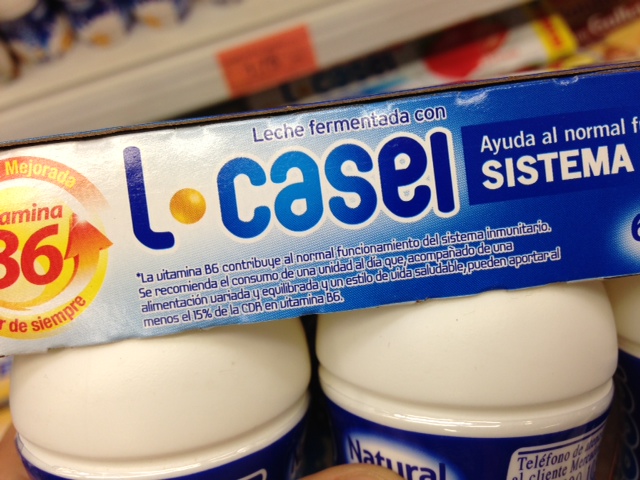 Leche fermentada con
L.casei
Ayuda al normal
SISTEMA
Mejorada
B6
de siempre
*La vitamina B6 contribuye al normal funcionamiento del sistema inmunitario.
Se recomienda el consumo de una unidad al día que, acompañado de una
alimentación variada y equilibrada y un estilo de vida saludable, pueden aportar al
menos el 15% de la CDR en vitamina B6.
Natural
Teléfono de
al cliente